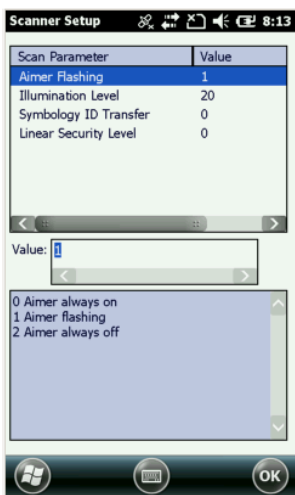 Scanner Setup 8:13
Scan Parameter Value
Aimer Flashing 1
Illumination Level 20
Symbology ID Transfer 0
Linear Security Level 0
Value: 1
0 Aimer always on
1 Aimer flashing
2 Aimer always off
OK